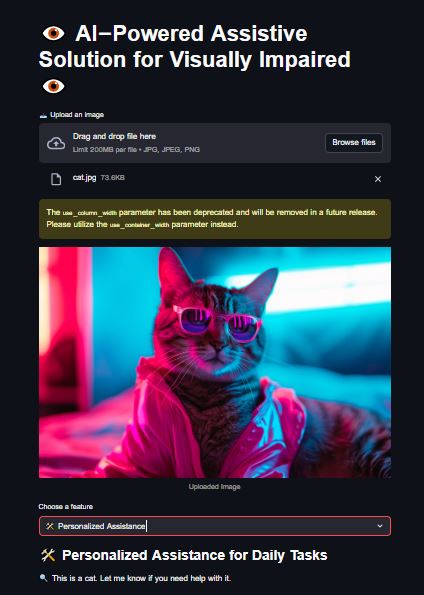 AI-Powered Assistive
Solution for Visually Impaired
Upload an image
Drag and drop file here
Limit 200MB per file • JPG, JPEG, PNG
Browse files
cat.jpg 73.6KB
The use_column_width parameter has been deprecated and will be removed in a future release.
Please utilize the use_container_width parameter instead.
Uploaded Image
Choose a feature
Personalized Assistance
Personalized Assistance for Daily Tasks
This is a cat. Let me know if you need help with it.